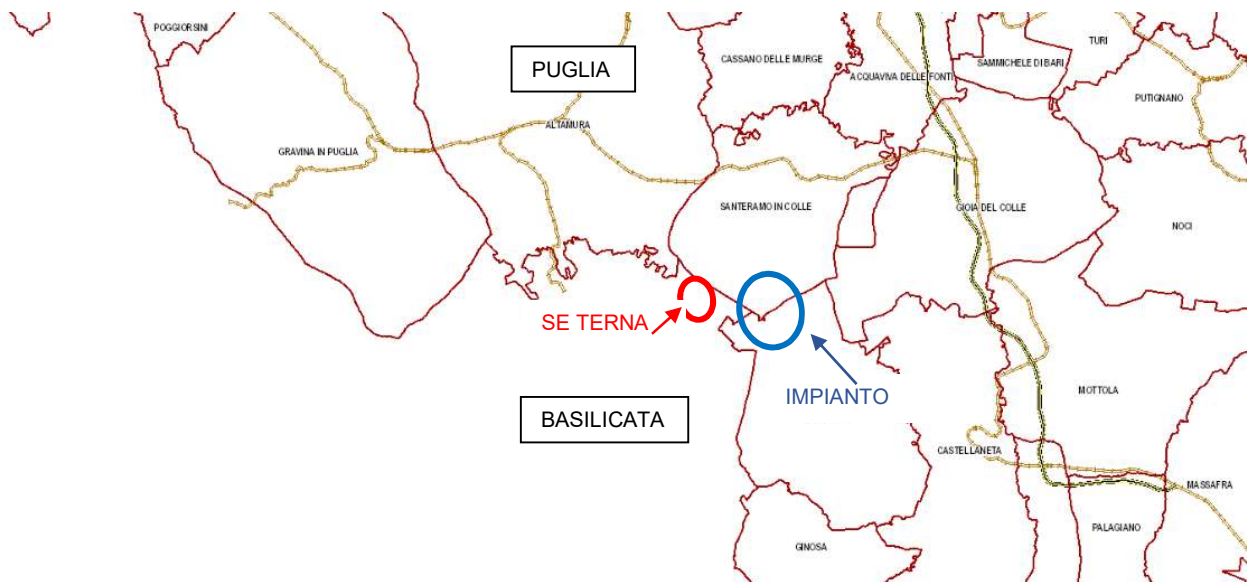 POGGIORSINI
PUGLIA
CASSANO DELLE MURGE
ACQUAVIVA DELLE FONTI
SAMMICHELE DI BARI
TURI
PUTIGNANO
ALTAMURA
GRAVINA IN PUGLIA
SANTERAMO IN COLLE
GIOIA DEL COLLE
NOCI
SE TERNA
IMPIANTO
BASILICATA
MOTTOLA
CASTELLANETA
MASSAFRA
PALAGIANO
GINOSA